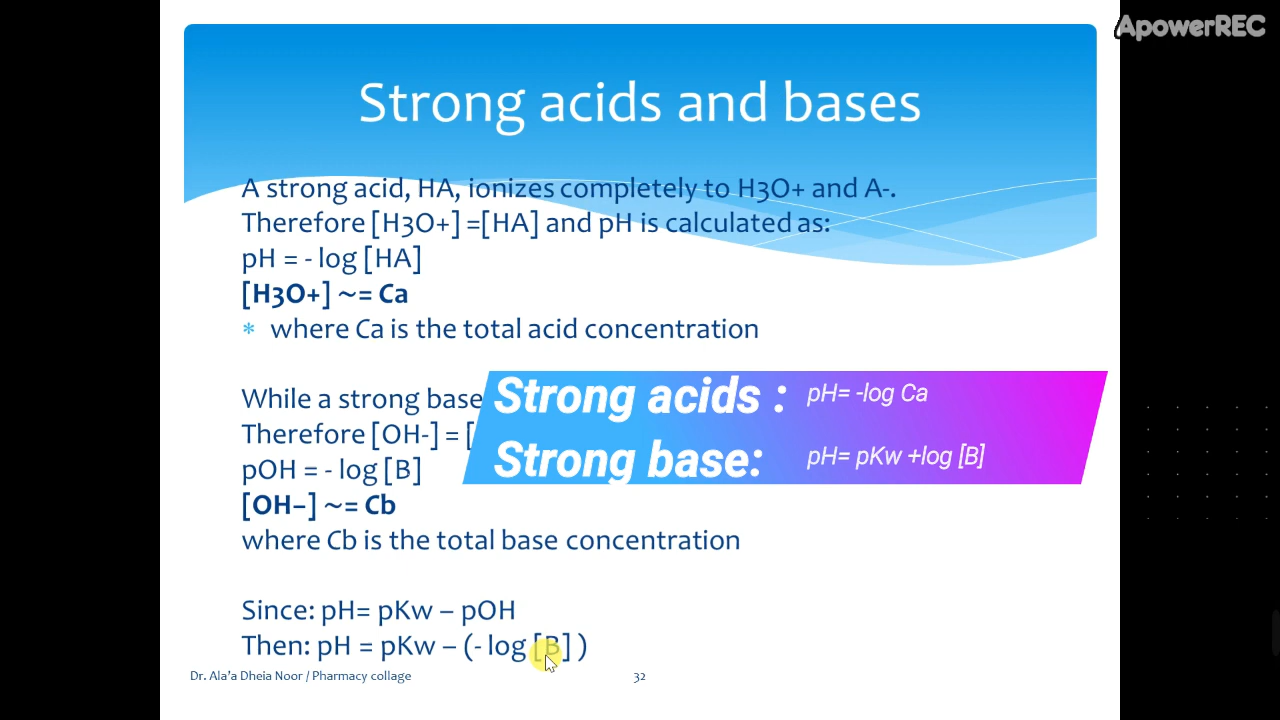 ApowerREC
Strong acids and bases
A strong acid, HA, ionizes completely to H3O+ and A-.
Therefore [H3O+] =[HA] and pH is calculated as:
pH = - log [HA]
[H3O+] ~= Ca
* where Ca is the total acid concentration
While a strong base
Therefore [OH-] = [
pOH = - log [B]
[OH–] ~= Cb
where Cb is the total base concentration
Strong acids : pH= -log Ca
Strong base: pH= pKw +log [B]
Since: pH= pKw – pOH
Then: pH = pKw – (- log [B] )
Dr. Ala’a Dheia Noor / Pharmacy collage 32